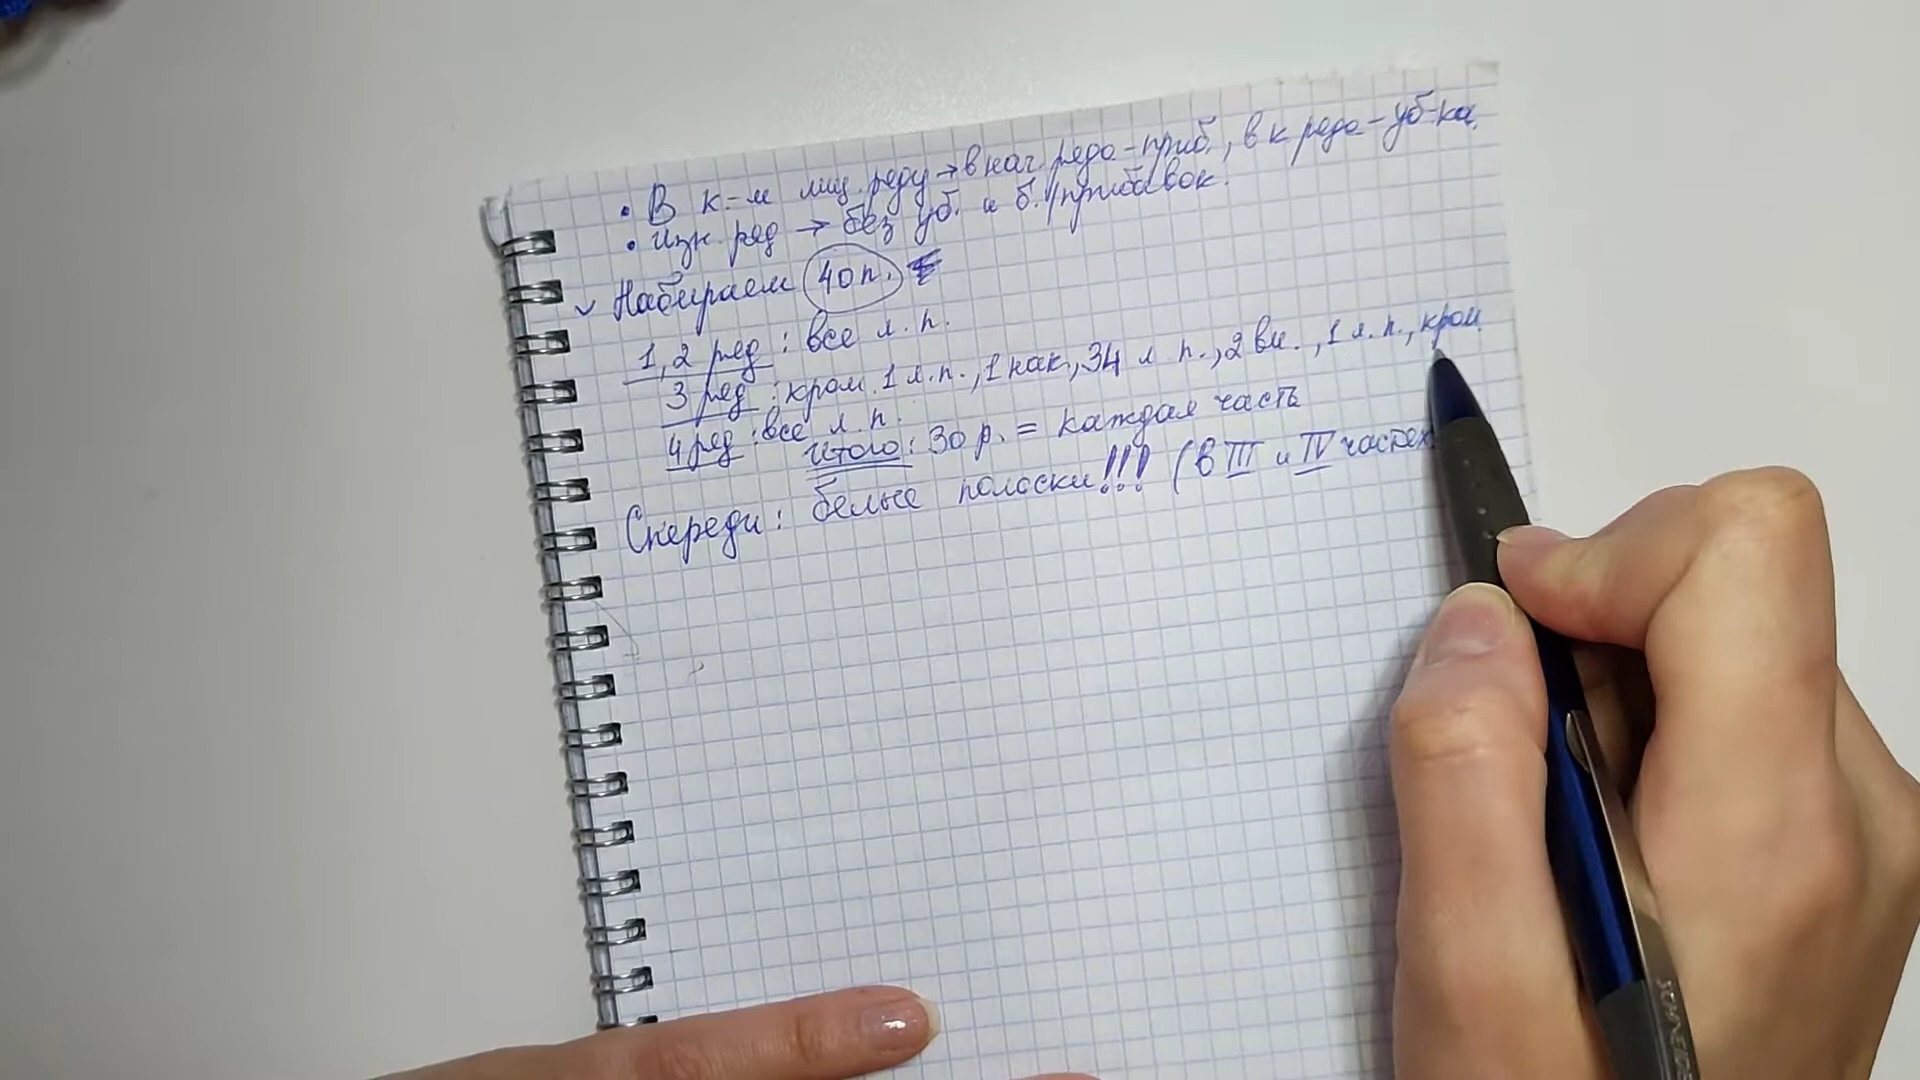 • В к-м лиц. ряду → в нач. ряда - приб., в к ряда - уб-ка.
• Изн. ряд → без уб. и б. прибавок.
✓ Набираем 40 п.
1, 2 ряд : все л. п.
3 ряд : кром. 1 л. п., 1 нак, 34 л. п., 2 вм., 1 л. п., кром.
4 ряд : все л. п.
Итого : 30 р. = каждая часть
Спереди : белые полоски!!! (в III и IV частях